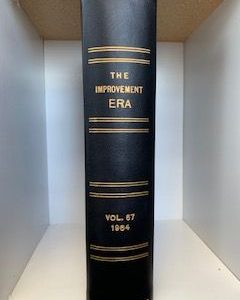 THE
IMPROVEMENT
ERA
VOL. 67
1964